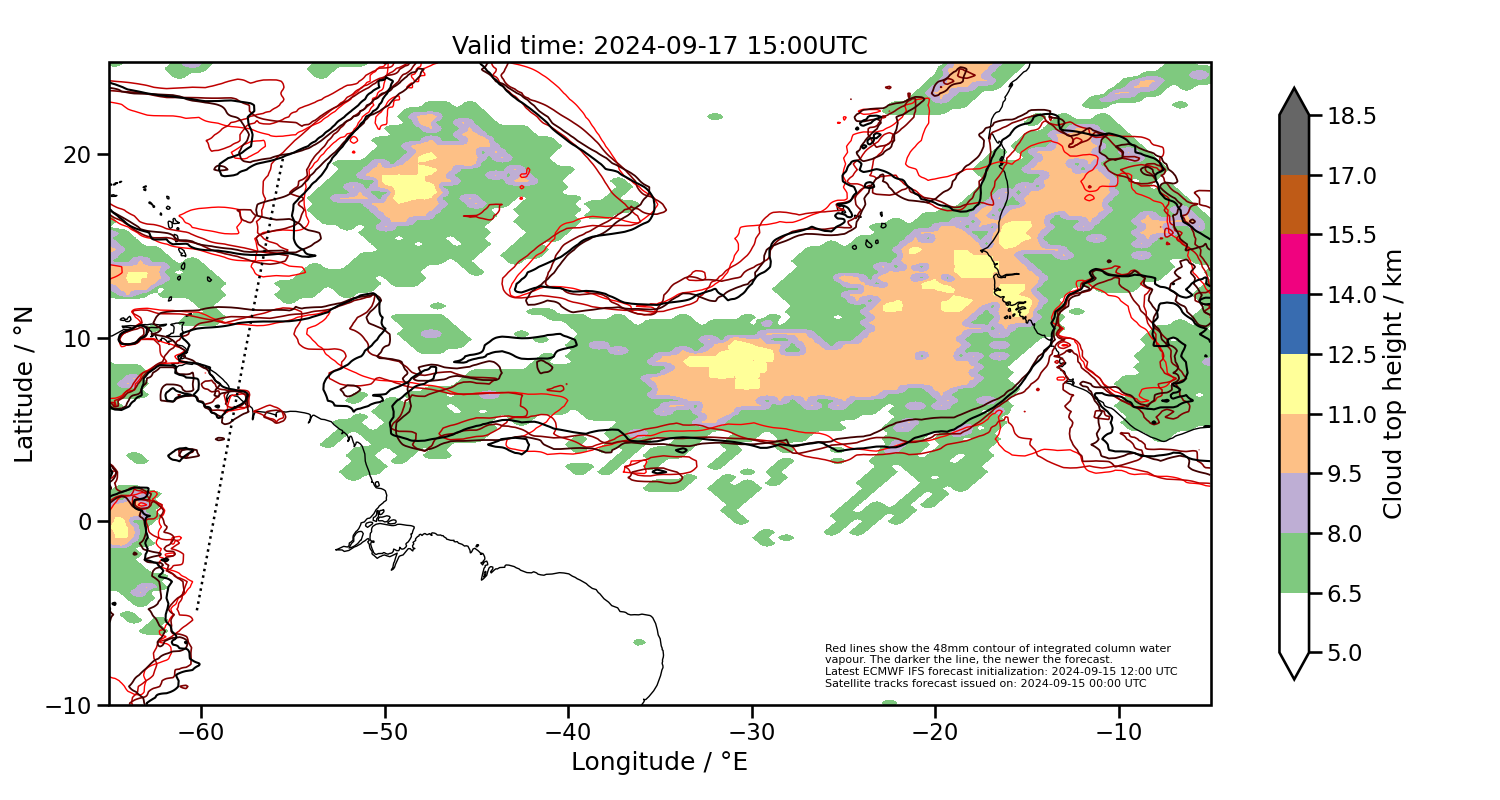 Valid time: 2024-09-17 15:00UTC
Latitude / °N
20
10
0
−10
−60
−50
−40
−30
−20
−10
Longitude / °E
Red lines show the 48mm contour of integrated column water
vapour. The darker the line, the newer the forecast.
Latest ECMWF IFS forecast initialization: 2024-09-15 12:00 UTC
Satellite tracks forecast issued on: 2024-09-15 00:00 UTC
18.5
17.0
15.5
14.0
12.5
11.0
9.5
8.0
6.5
5.0
Cloud top height / km